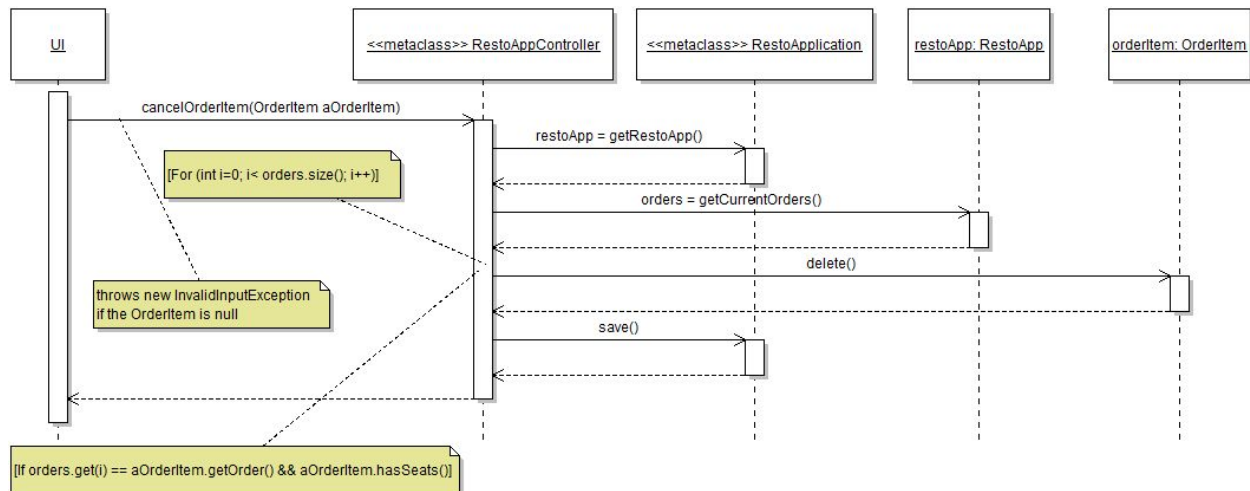 UI
<<metaclass>> RestoAppController
<<metaclass>> RestoApplication
restoApp: RestoApp
orderItem: OrderItem
cancelOrderItem(OrderItem aOrderItem)
restoApp = getRestoApp()
[For (int i=0; i< orders.size(); i++)]
orders = getCurrentOrders()
delete()
throws new InvalidInputException
if the OrderItem is null
save()
[If orders.get(i) == aOrderItem.getOrder() && aOrderItem.hasSeats()]